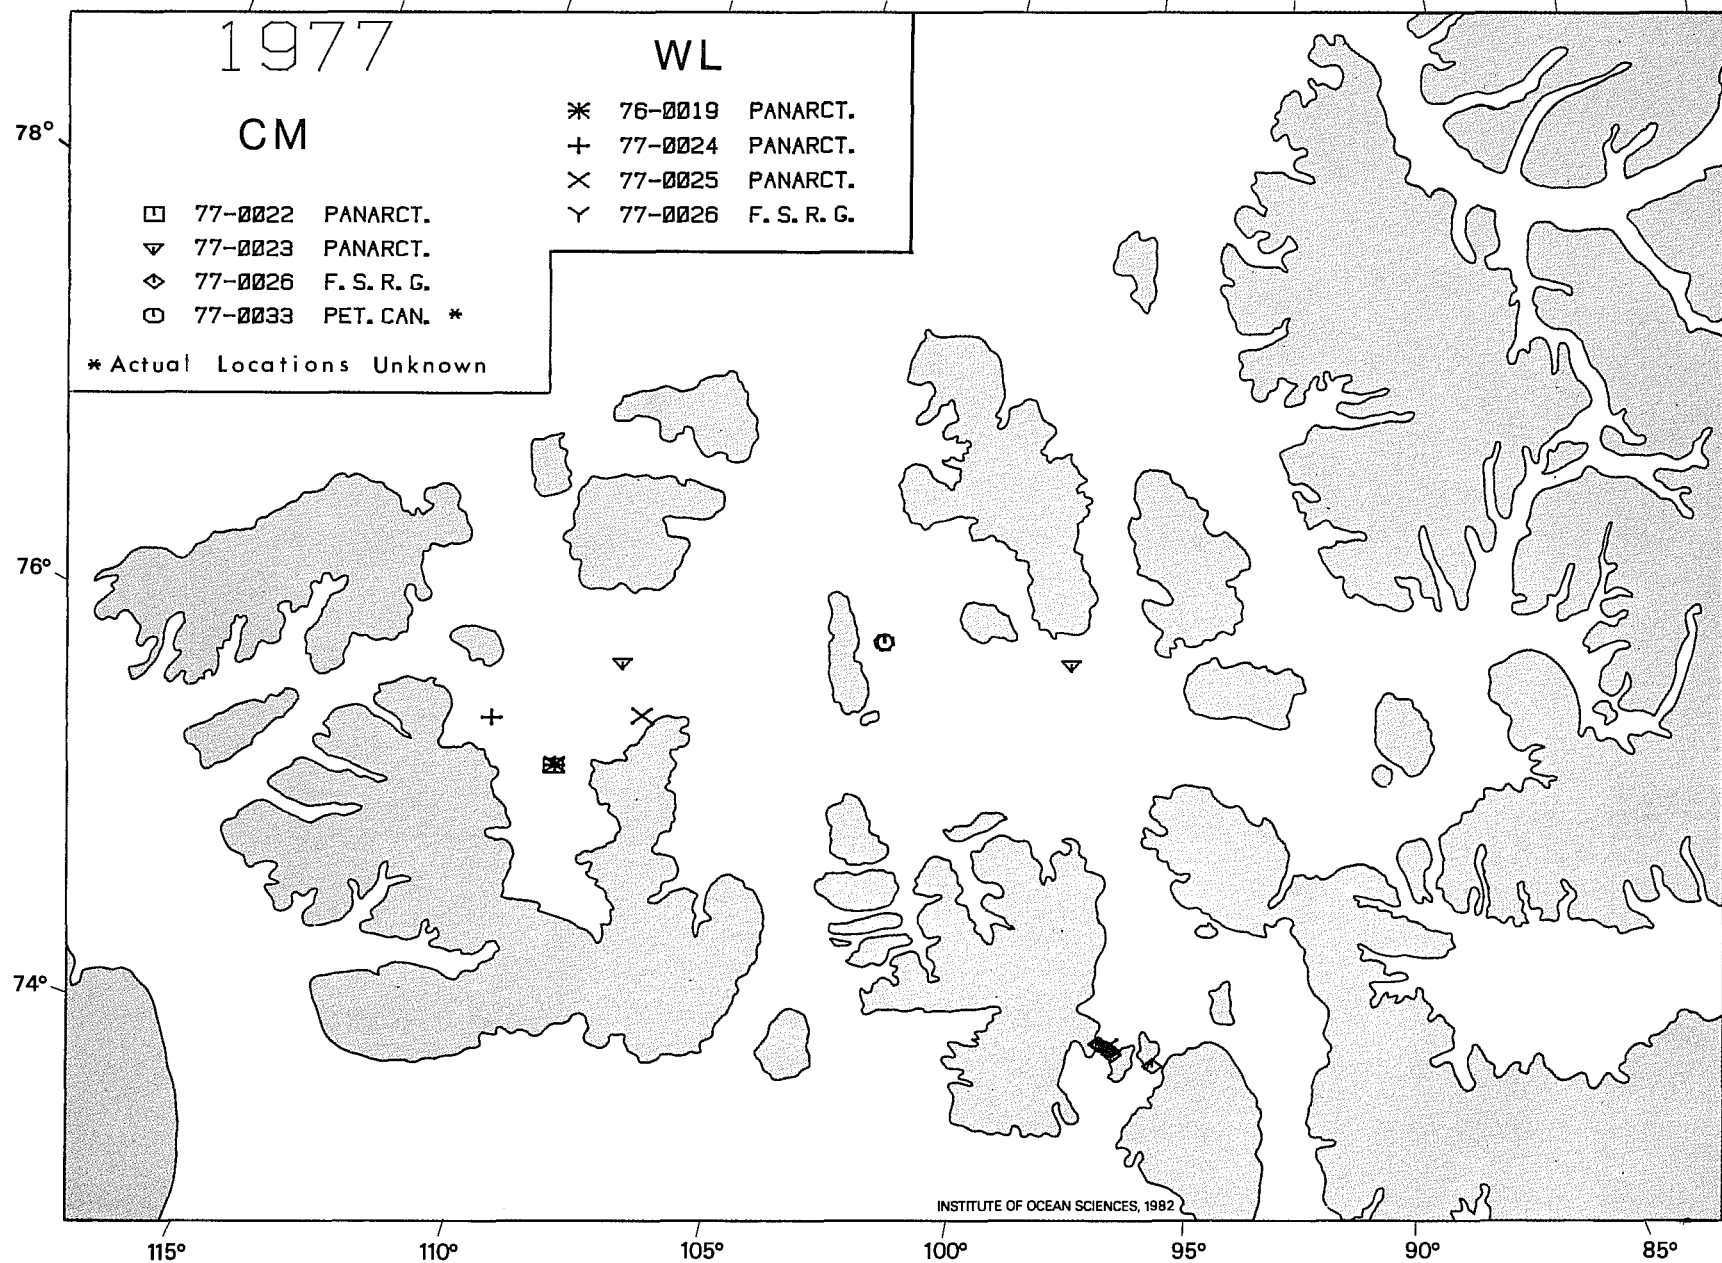 1977
CM
77-0022 PANARCT.
77-0023 PANARCT.
77-0026 F.S.R.G.
77-0033 PET.CAN. *
*Actual Locations Unknown
WL
76-0019 PANARCT.
77-0024 PANARCT.
77-0025 PANARCT.
77-0026 F.S.R.G.
78°
76°
74°
INSTITUTE OF OCEAN SCIENCES, 1982
115° 110° 105° 100° 95° 90° 85°